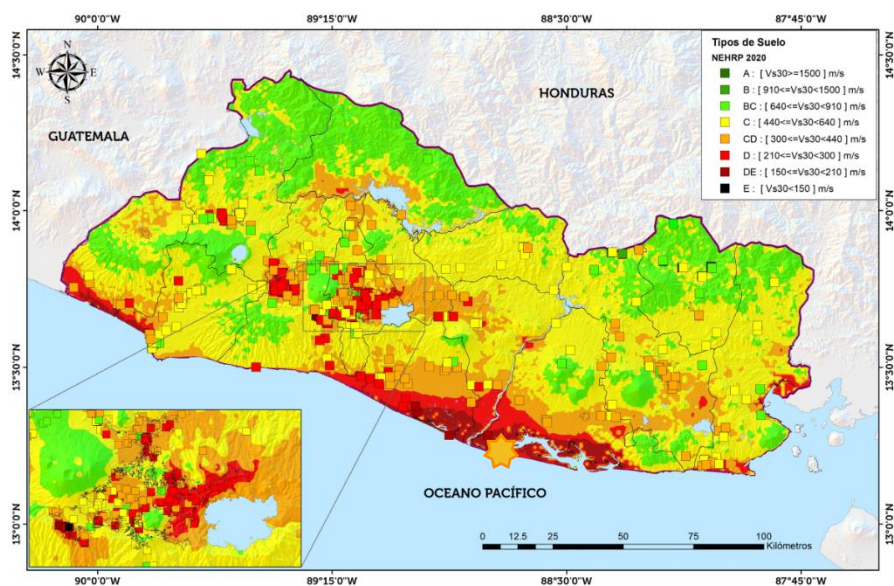 90°0'0"W 89°15'0"W 88°30'0"W 87°45'0"W
14°30'0"N
14°0'0"N
13°30'0"N
13°0'0"N
N
W E
S
GUATEMALA
HONDURAS
Tipos de Suelo
NEHRP 2020
A : [ Vs30>=1500 ] m/s
B : [ 910<=Vs30<1500 ] m/s
BC : [ 640<=Vs30<910 ] m/s
C : [ 440<=Vs30<640 ] m/s
CD : [ 300<=Vs30<440 ] m/s
D : [ 210<=Vs30<300 ] m/s
DE : [ 150<=Vs30<210 ] m/s
E : [ Vs30<150 ] m/s
14°30'0"N
14°0'0"N
13°30'0"N
13°0'0"N
OCEANO PACÍFICO
0 12.5 25 50 75 100
Kilómetros
90°0'0"W 89°15'0"W 88°30'0"W 87°45'0"W